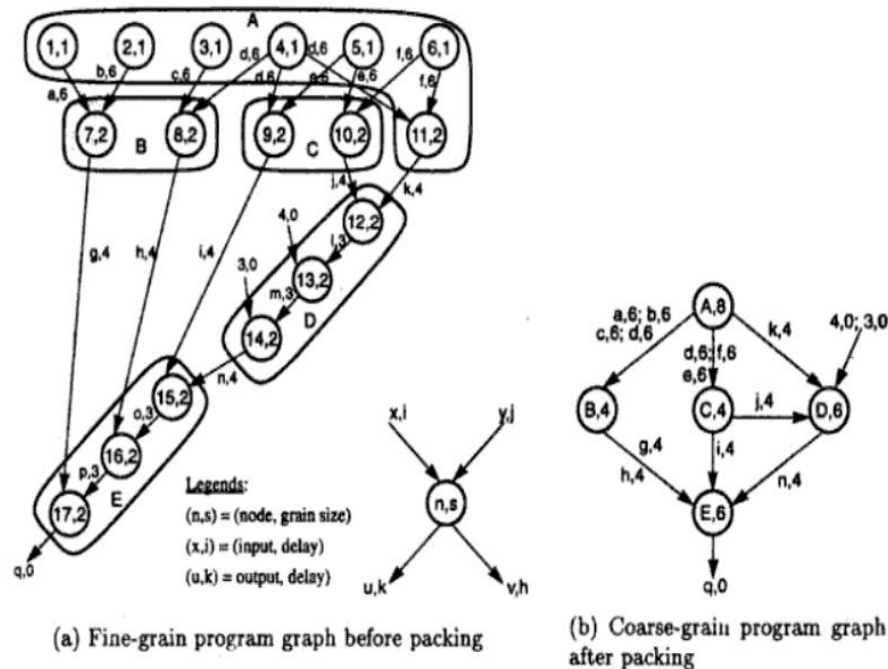 A
1,1 2,1 3,1 4,1 5,1 6,1
d,6 d,6 f,6
a,6 b,6 c,6 d,6 e,6 e,6 f,6
7,2 B 8,2 9,2 C 10,2 11,2
j,4 k,4
12,2
4,0
l,3
g,4 h,4 i,4
3,0 13,2
m,3
14,2 D
n,4
15,2
o,3
16,2
p,3
17,2 E
q,0
Legends:
(n,s) = (node, grain size)
(x,i) = (input, delay)
(u,k) = output, delay)
x,i y,j
n,s
u,k v,h
(a) Fine-grain program graph before packing
A,8
a,6; b,6
c,6; d,6
k,4
4,0; 3,0
d,6; f,6
e,6
B,4 C,4 j,4 D,6
g,4 i,4
h,4 n,4
E,6
q,0
(b) Coarse-grain program graph
after packing